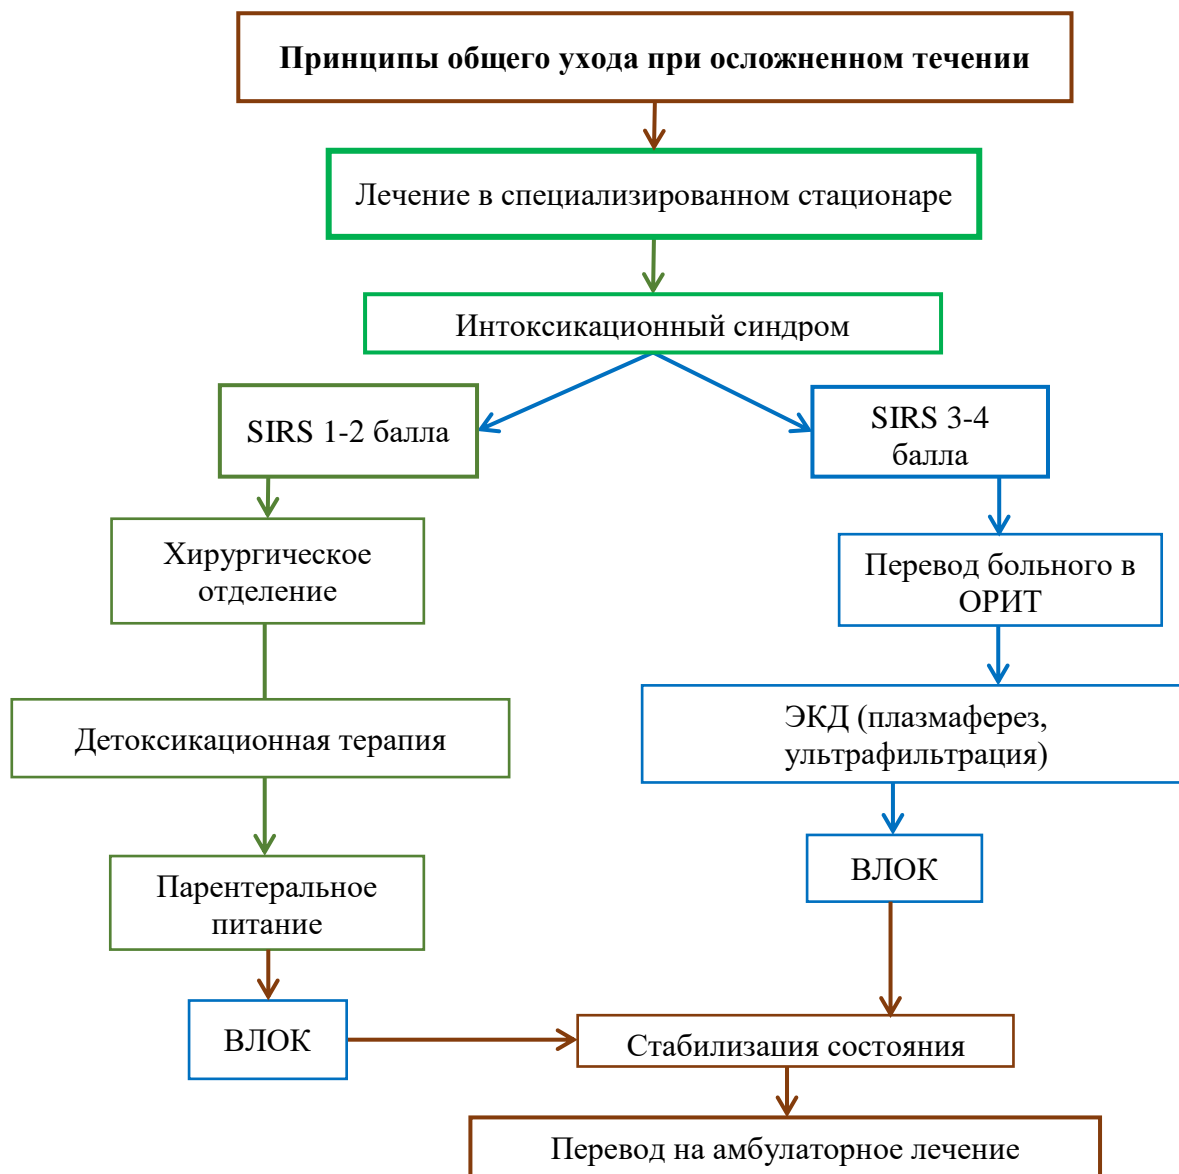 Принципы общего ухода при осложненном течении
Лечение в специализированном стационаре
Интоксикационный синдром
SIRS 1-2 балла
SIRS 3-4
балла
Хирургическое
отделение
Перевод больного в
ОРИТ
Детоксикационная терапия
ЭКД (плазмаферез,
ультрафильтрация)
Парентеральное
питание
ВЛОК
ВЛОК
Стабилизация состояния
Перевод на амбулаторное лечение